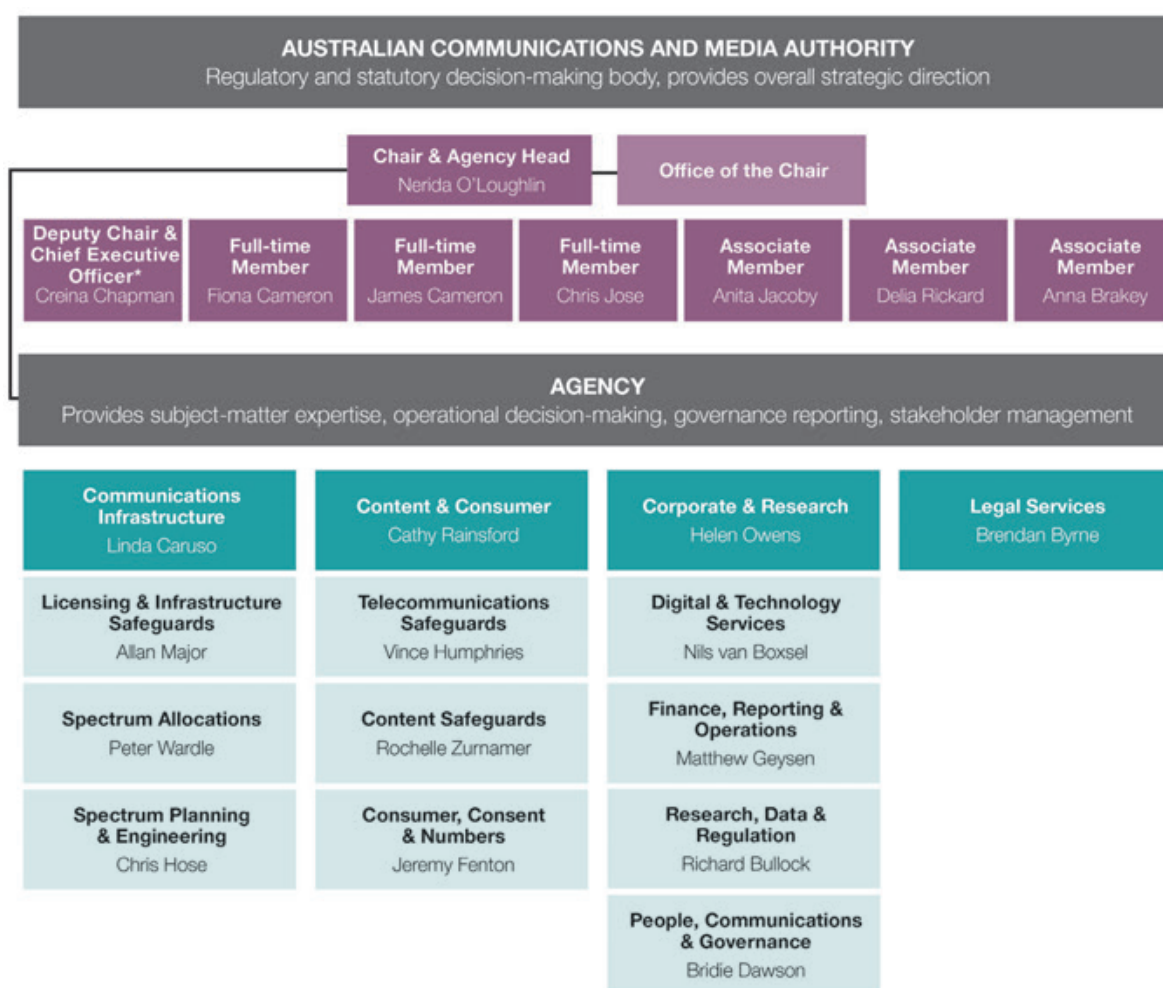 AUSTRALIAN COMMUNICATIONS AND MEDIA AUTHORITY
Regulatory and statutory decision-making body, provides overall strategic direction
Chair & Agency Head
Nerida O'Loughlin
Office of the Chair
Deputy Chair &
Chief Executive
Officer*
Creina Chapman
Full-time
Member
Fiona Cameron
Full-time
Member
James Cameron
Full-time
Member
Chris Jose
Associate
Member
Anita Jacoby
Associate
Member
Delia Rickard
Associate
Member
Anna Brakey
AGENCY
Provides subject-matter expertise, operational decision-making, governance reporting, stakeholder management
Communications
Infrastructure
Linda Caruso
Licensing & Infrastructure
Safeguards
Allan Major
Spectrum Allocations
Peter Wardle
Spectrum Planning
& Engineering
Chris Hose
Content & Consumer
Cathy Rainsford
Telecommunications
Safeguards
Vince Humphries
Content Safeguards
Rochelle Zurnamer
Consumer, Consent
& Numbers
Jeremy Fenton
Corporate & Research
Helen Owens
Digital & Technology
Services
Nils van Boxsel
Finance, Reporting &
Operations
Matthew Geysen
Research, Data &
Regulation
Richard Bullock
People, Communications
& Governance
Bridie Dawson
Legal Services
Brendan Byrne